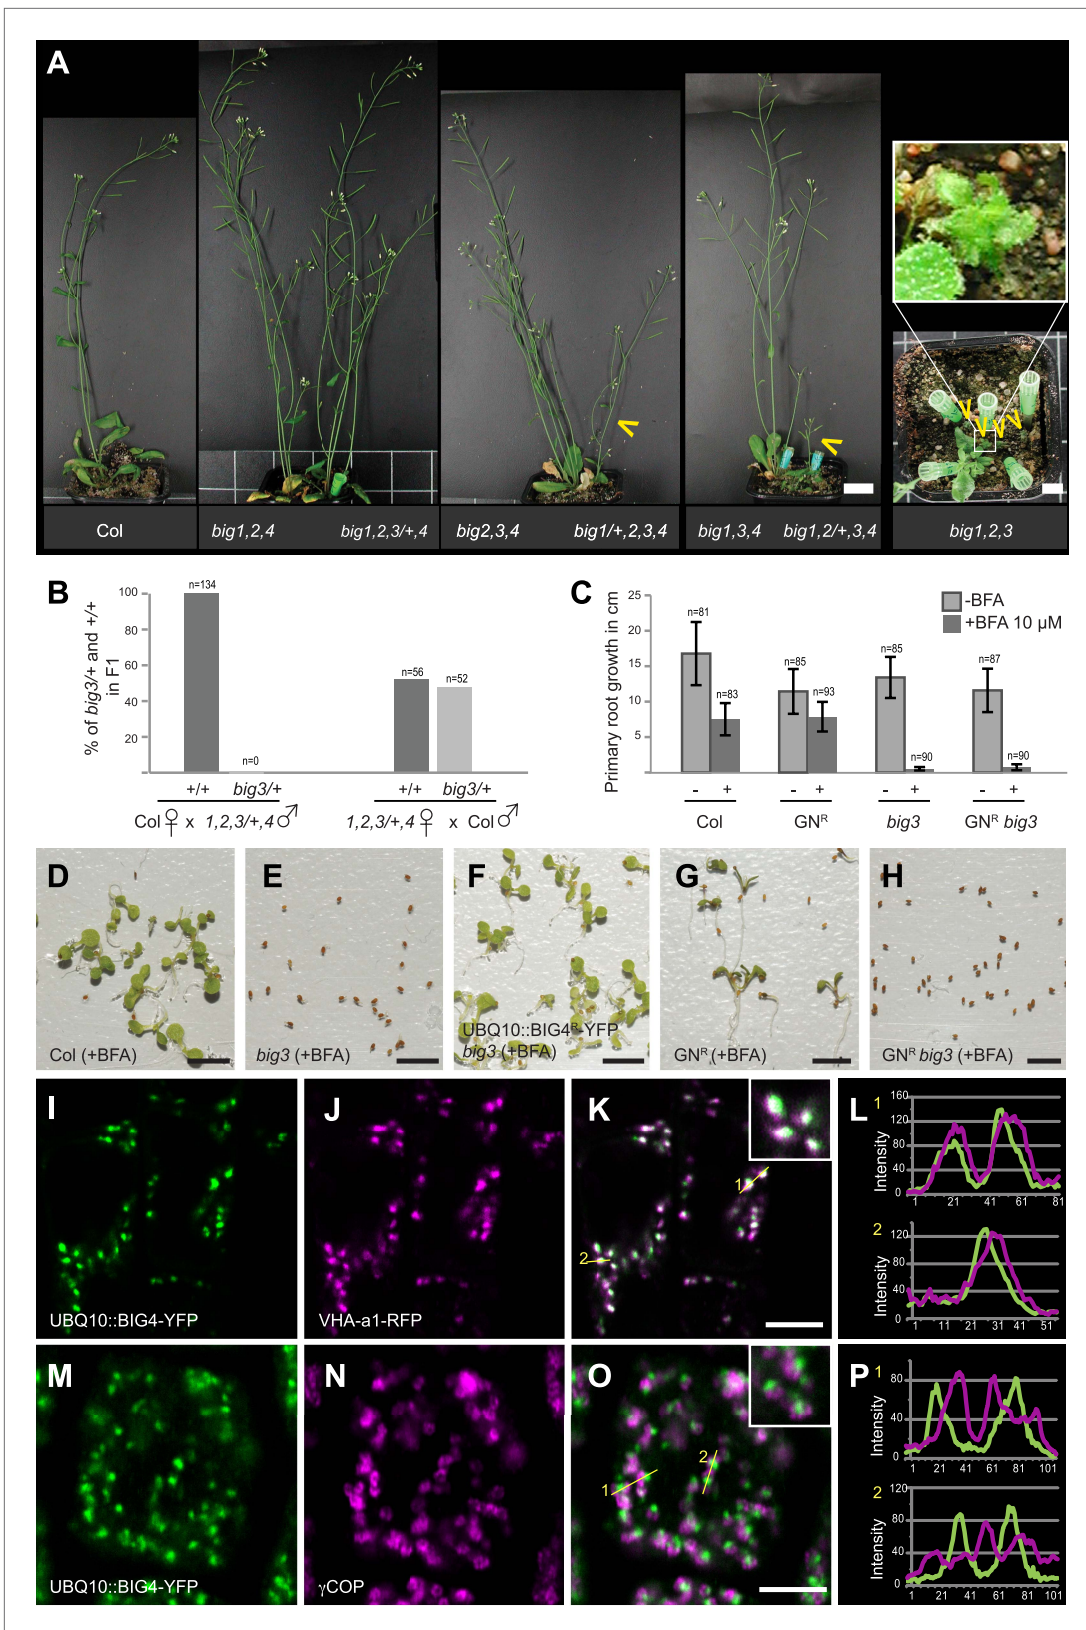 A
Col
big1,2,4
big1,2,3/+,4
big2,3,4
big1/+,2,3,4
big1,3,4
big1,2/+,3,4
big1,2,3
B
% of big3/+ and +/+
in F1
100
80
60
40
20
n=134
n=0
n=56
n=52
+/+
big3/+
+/+
big3/+
Col♀ x 1,2,3/+,4♂
1,2,3/+,4♀ x Col♂
C
Primary root growth in cm
25
20
15
10
5
-BFA
+BFA 10 µM
n=81
n=83
n=85
n=93
n=85
n=90
n=87
n=90
- +
- +
- +
- +
Col
GNᴿ
big3
GNᴿ big3
D
Col (+BFA)
E
big3 (+BFA)
F
UBQ10::BIG4ᴿ-YFP
big3 (+BFA)
G
GNᴿ (+BFA)
H
GNᴿ big3 (+BFA)
I
UBQ10::BIG4-YFP
J
VHA-a1-RFP
K
1
2
L
1
Intensity
160
120
80
40
0
1 21 41 61 81
2
Intensity
120
80
40
0
1 11 21 31 41 51
M
UBQ10::BIG4-YFP
N
γCOP
O
1
2
P
1
Intensity
80
40
0
1 21 41 61 81 101
2
Intensity
120
80
40
0
1 21 41 61 81 101